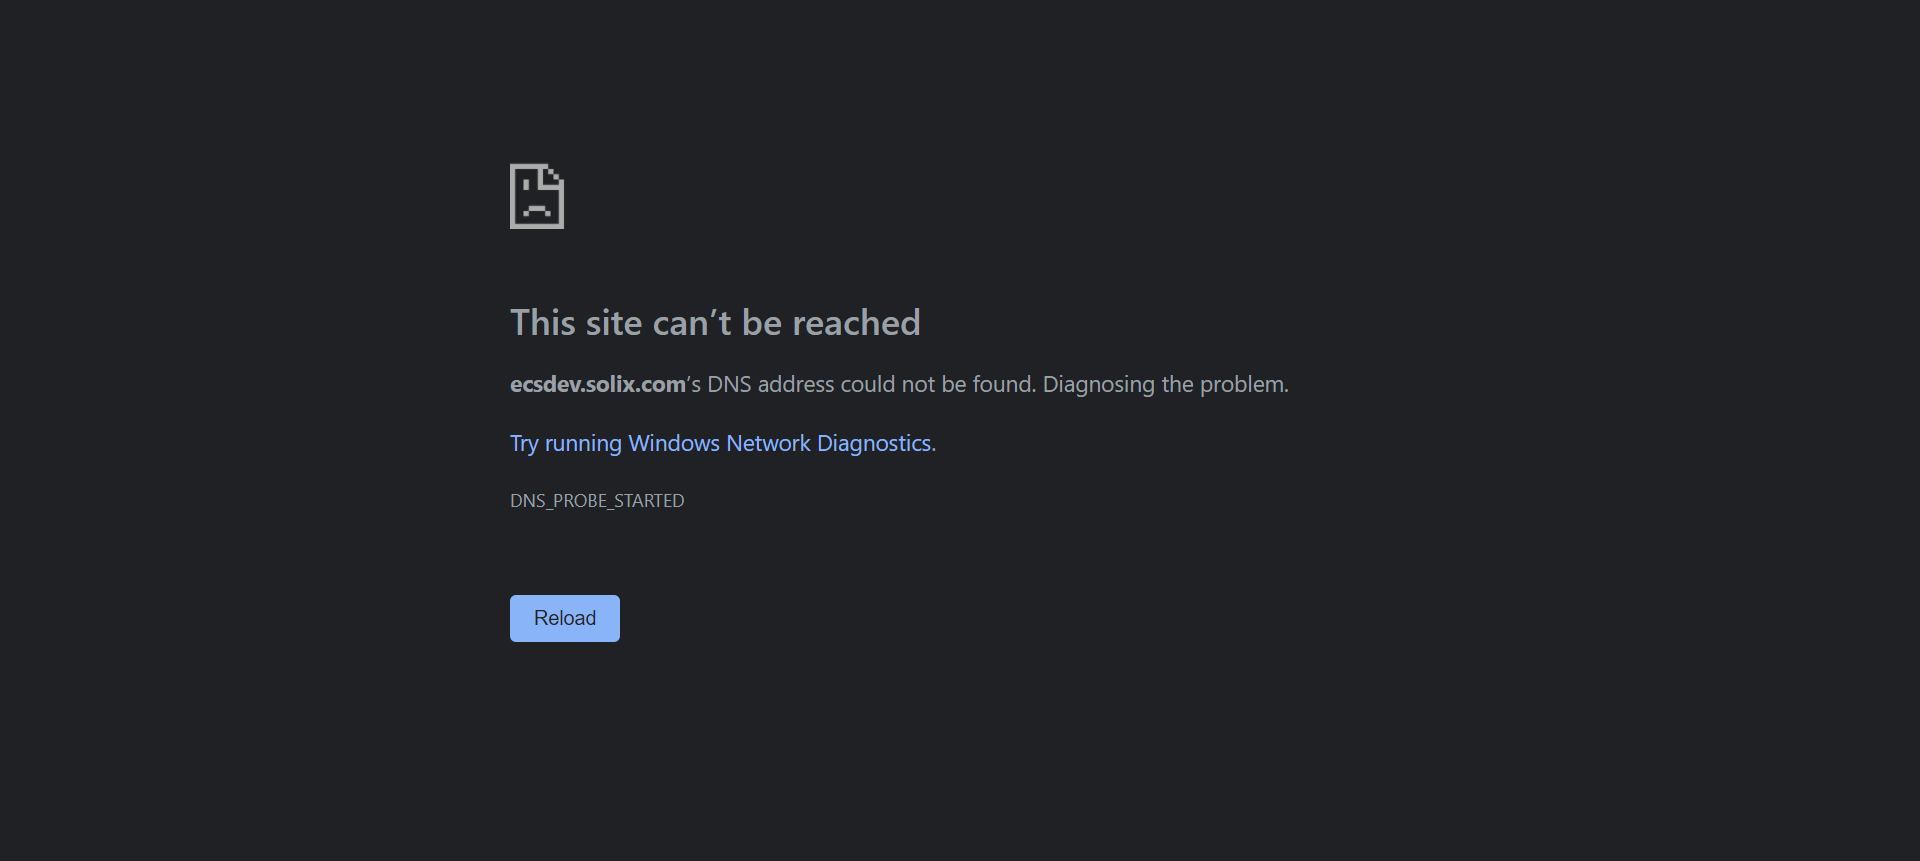 This site can’t be reached
ecsdev.solix.com’s DNS address could not be found. Diagnosing the problem.
Try running Windows Network Diagnostics.
DNS_PROBE_STARTED
Reload